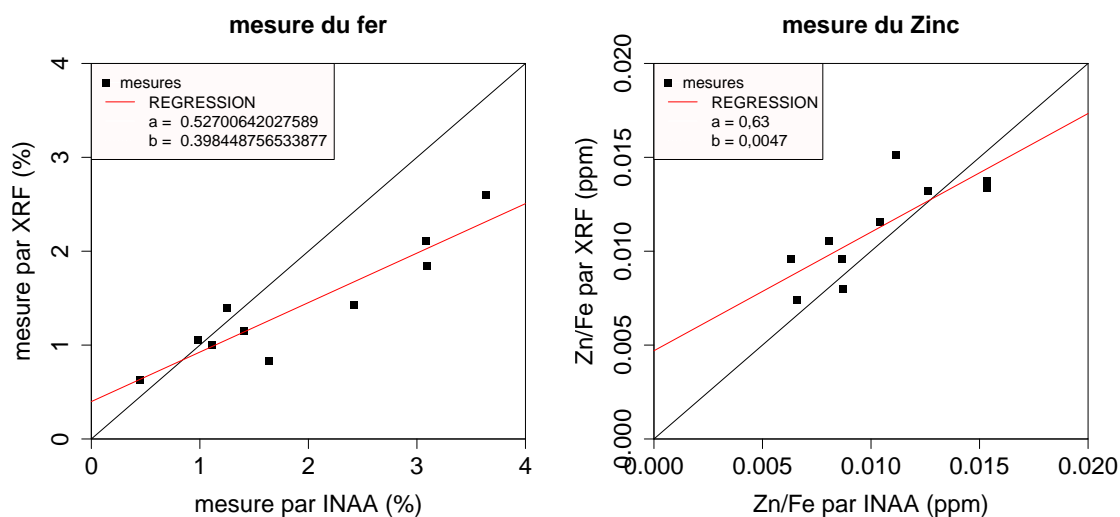 mesure du fer
mesures
REGRESSION
a = 0.52700642027589
b = 0.398448756533877
mesure par XRF (%)
4
3
2
1
0
0 1 2 3 4
mesure par INAA (%)
mesure du Zinc
mesures
REGRESSION
a = 0,63
b = 0,0047
Zn/Fe par XRF (ppm)
0.020
0.015
0.010
0.005
0.000
0.000 0.005 0.010 0.015 0.020
Zn/Fe par INAA (ppm)